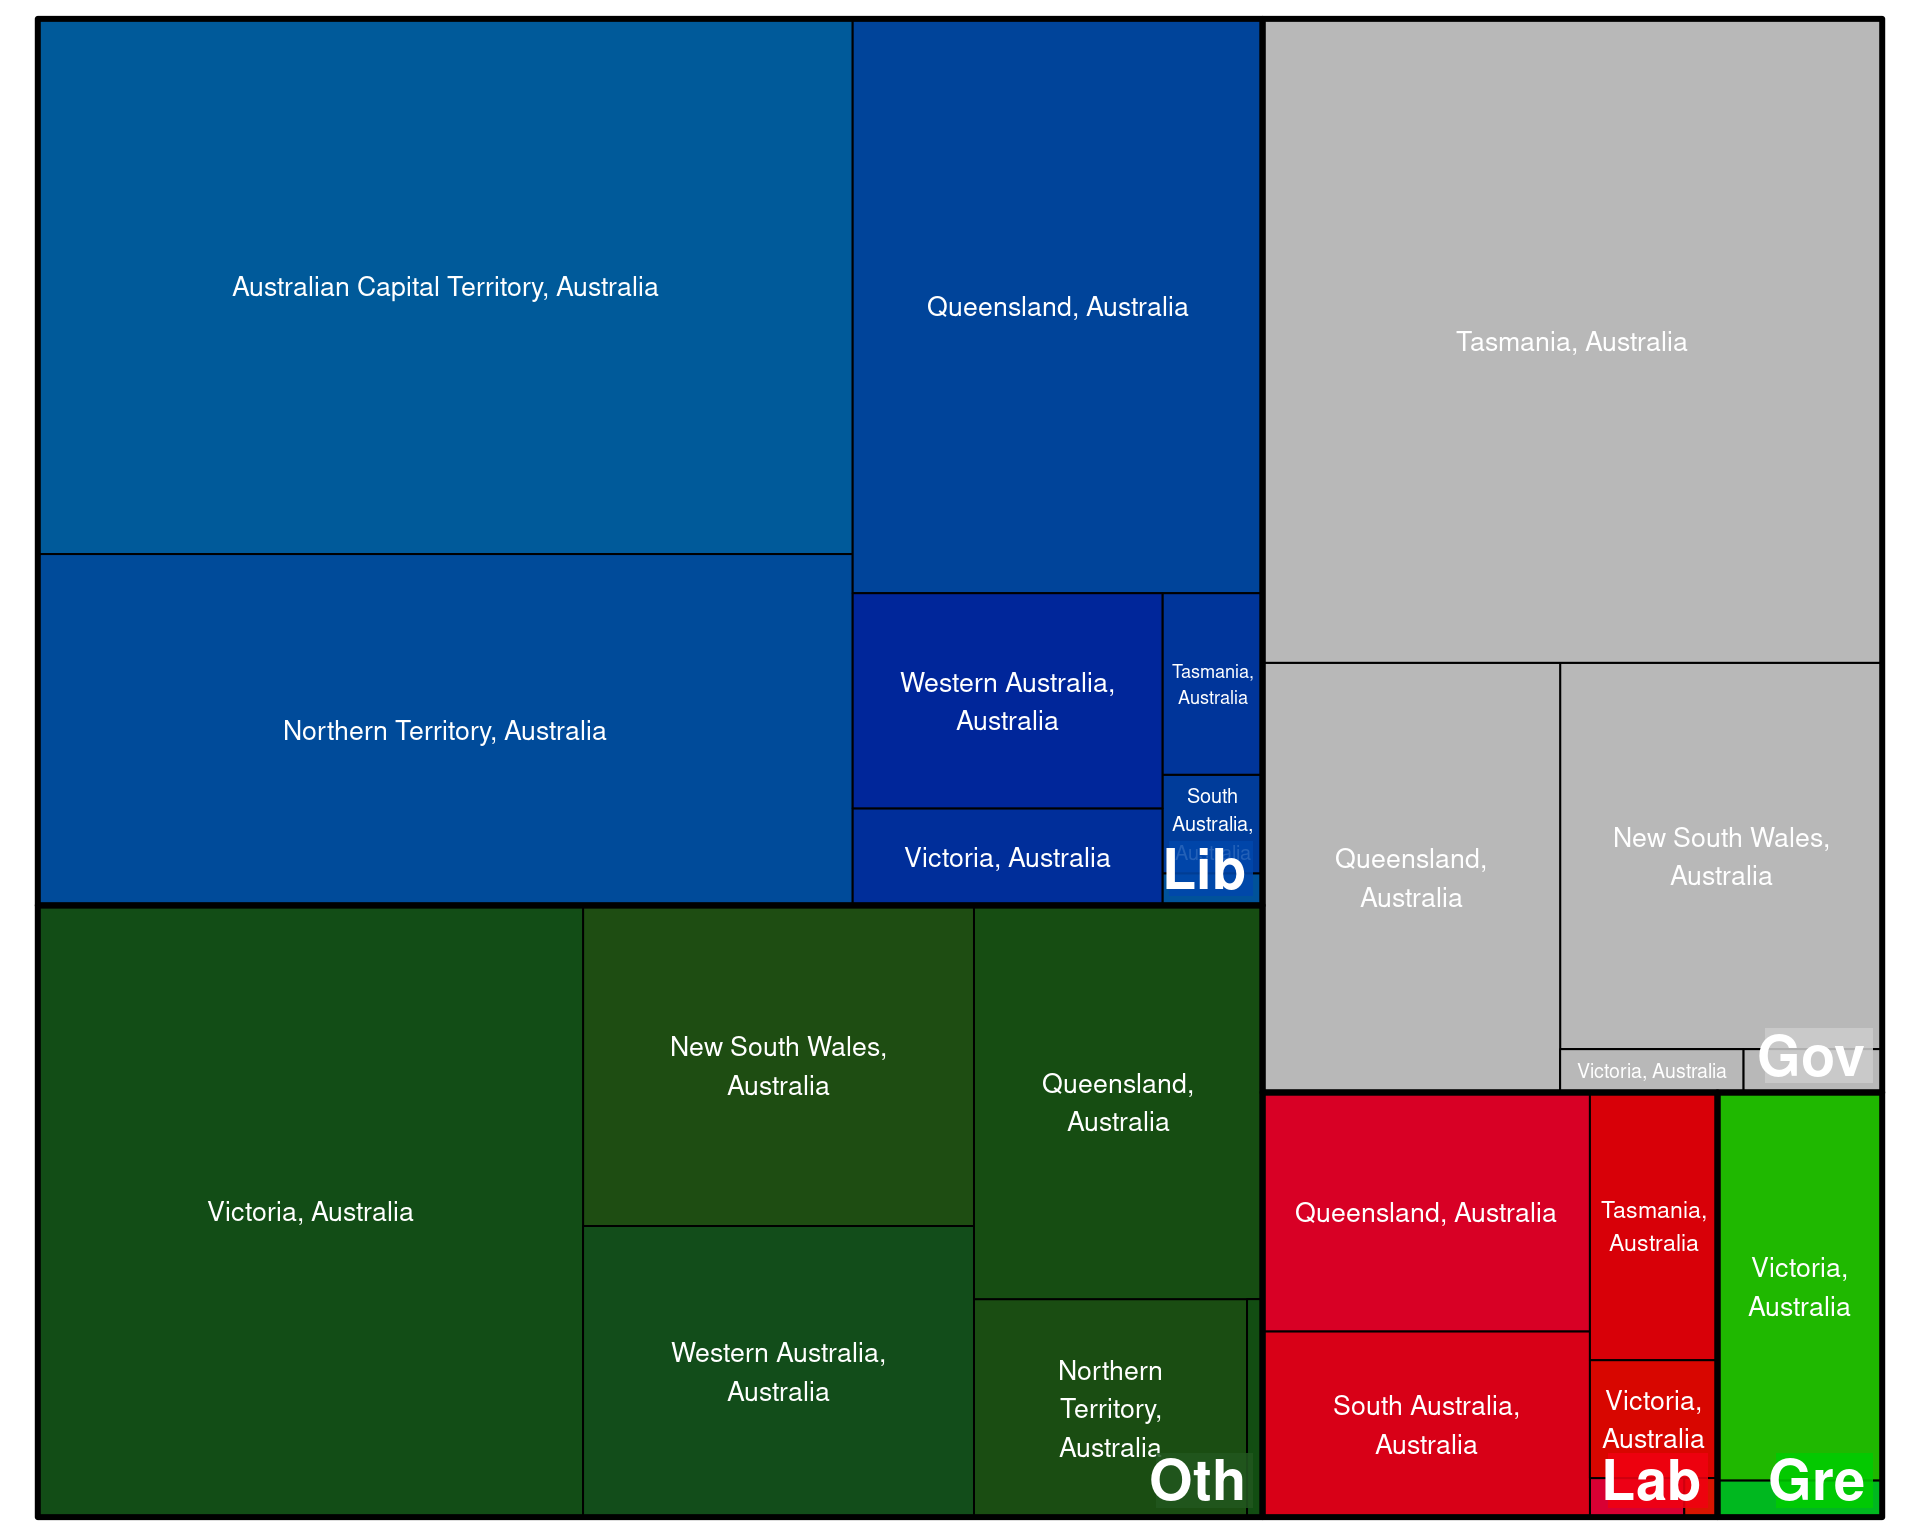 Australian Capital Territory, Australia
Queensland, Australia
Northern Territory, Australia
Western Australia,
Australia
Tasmania,
Australia
South
Australia,
Australia
Victoria, Australia
Lib
Tasmania, Australia
Queensland,
Australia
New South Wales,
Australia
Victoria, Australia
Gov
Victoria, Australia
New South Wales,
Australia
Western Australia,
Australia
Queensland,
Australia
Northern
Territory,
Australia
Oth
Queensland, Australia
South Australia,
Australia
Tasmania,
Australia
Victoria,
Australia
Lab
Victoria,
Australia
Gre